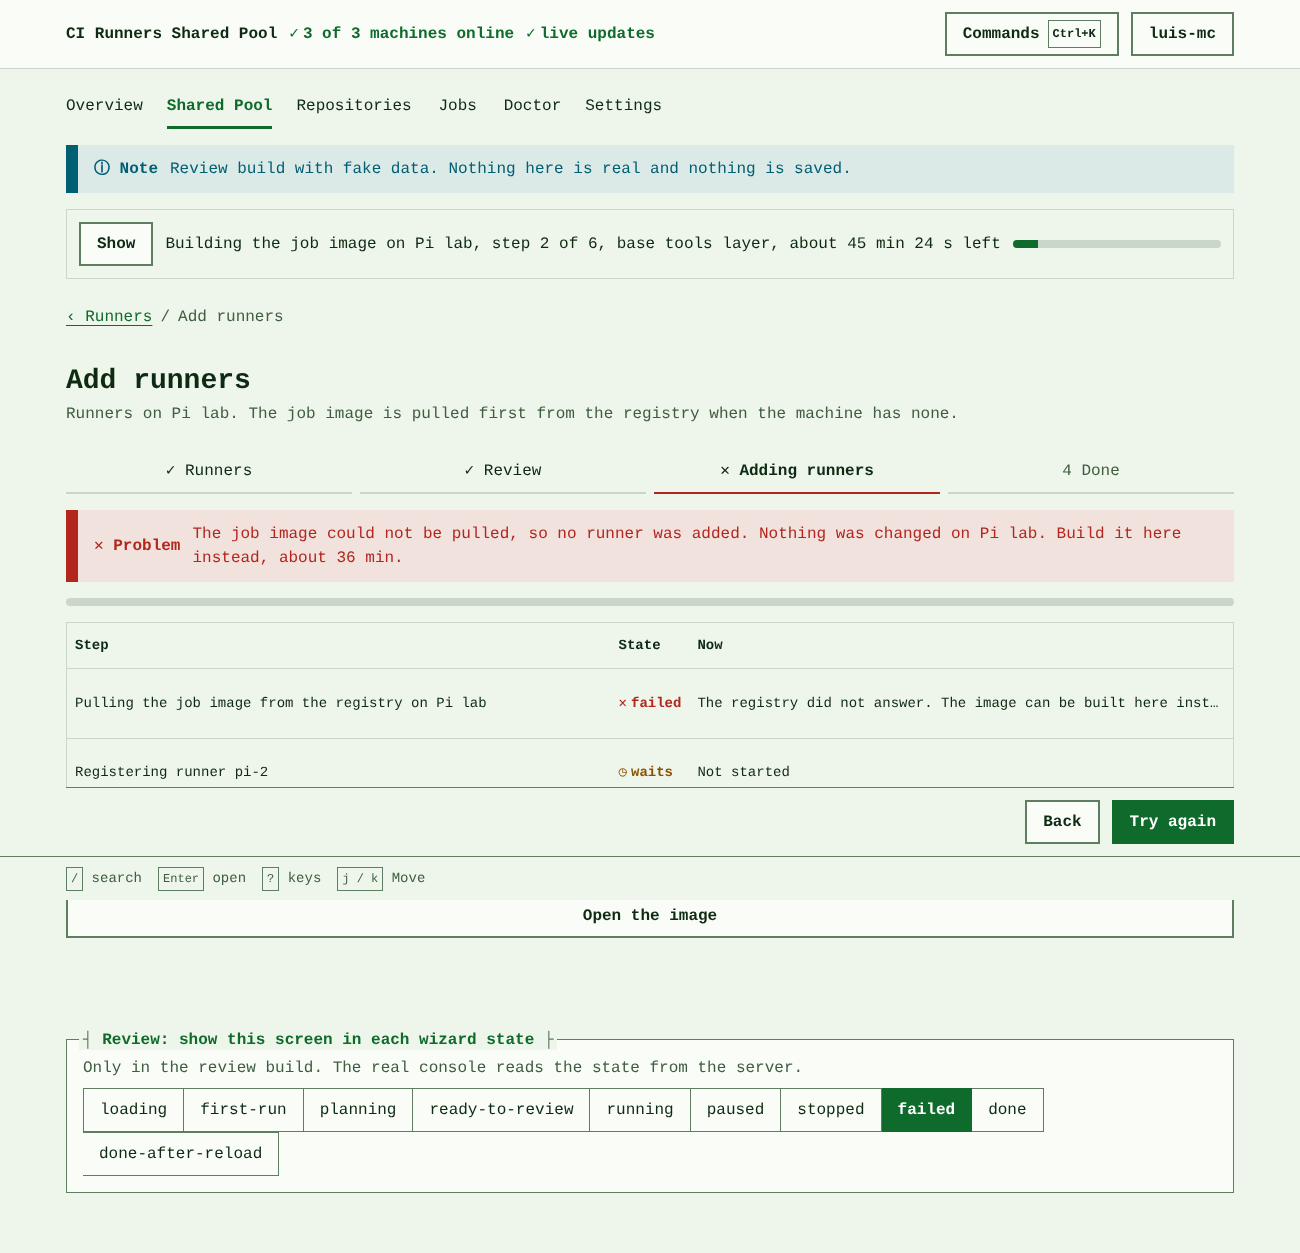 CI Runners Shared Pool ✓ 3 of 3 machines online ✓ live updates Commands Ctrl+K luis-mc
Overview Shared Pool Repositories Jobs Doctor Settings
ⓘ Note Review build with fake data. Nothing here is real and nothing is saved.
Show Building the job image on Pi lab, step 2 of 6, base tools layer, about 45 min 24 s left
‹ Runners / Add runners
Add runners
Runners on Pi lab. The job image is pulled first from the registry when the machine has none.
✓ Runners ✓ Review × Adding runners 4 Done
× Problem The job image could not be pulled, so no runner was added. Nothing was changed on Pi lab. Build it here
instead, about 36 min.
Step State Now
Pulling the job image from the registry on Pi lab × failed The registry did not answer. The image can be built here inst…
Registering runner pi-2 ◷ waits Not started
Back Try again
/ search Enter open ? keys j / k Move
Open the image
Review: show this screen in each wizard state
Only in the review build. The real console reads the state from the server.
loading first-run planning ready-to-review running paused stopped failed done
done-after-reload